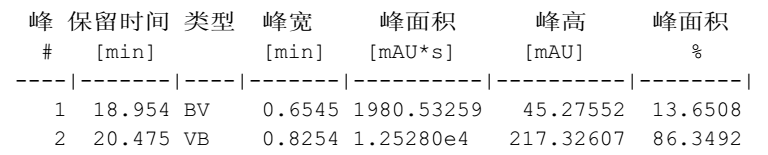 峰 保留时间 类型 峰宽 峰面积 峰高 峰面积
# [min] [min] [mAU*s] [mAU] %
----|-------|----|-------|----------|----------|--------|
1 18.954 BV 0.6545 1980.53259 45.27552 13.6508
2 20.475 VB 0.8254 1.25280e4 217.32607 86.3492